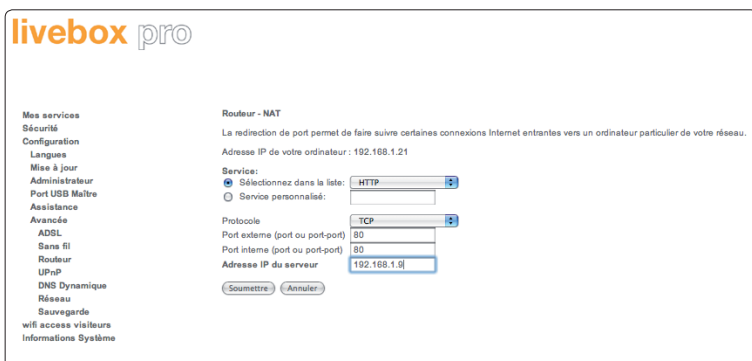 livebox pro
Mes services
Sécurité
Configuration
Langues
Mise à jour
Administrateur
Port USB Maître
Assistance
Avancée
ADSL
Sans fil
Routeur
UPnP
DNS Dynamique
Réseau
Sauvegarde
wifi access visiteurs
Informations Système
Routeur - NAT
La redirection de port permet de faire suivre certaines connexions Internet entrantes vers un ordinateur particulier de votre réseau.
Adresse IP de votre ordinateur : 192.168.1.21
Service:
Sélectionnez dans la liste: HTTP
Service personnalisé:
Protocole TCP
Port externe (port ou port-port) 80
Port interne (port ou port-port) 80
Adresse IP du serveur 192.168.1.9
Soumettre Annuler